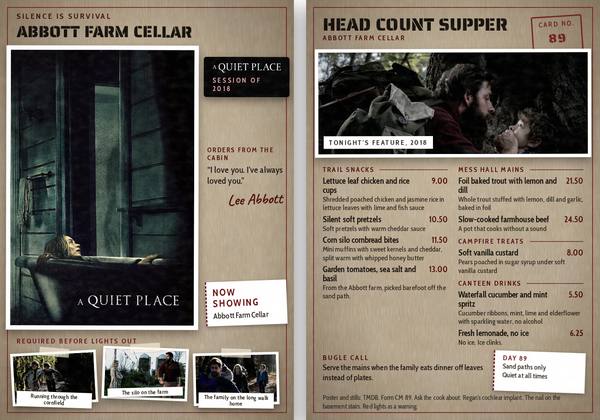 SILENCE IS SURVIVAL
ABBOTT FARM CELLAR
A QUIET PLACE
SESSION OF
2018
ORDERS FROM THE
CABIN
"I love you. I've always
loved you."
Lee Abbott
A QUIET PLACE
NOW
SHOWING
Abbott Farm Cellar
REQUIRED BEFORE LIGHTS OUT
Running through the
cornfield
The silo on the farm
The family on the long walk
home
HEAD COUNT SUPPER
ABBOTT FARM CELLAR
CARD NO.
89
TONIGHT'S FEATURE, 2018
TRAIL SNACKS
Lettuce leaf chicken and rice
cups
9.00
Shredded poached chicken and jasmine rice in
lettuce leaves with lime and fish sauce
Silent soft pretzels 10.50
Soft pretzels with warm cheddar sauce
Corn silo cornbread bites 11.50
Mini muffins with sweet kernels and cheddar,
split warm with whipped honey butter
Garden tomatoes, sea salt and
basil
13.00
From the Abbott farm, picked barefoot off the
sand path.
MESS HALL MAINS
Foil baked trout with lemon and
dill
21.50
Whole trout stuffed with lemon, dill and garlic,
baked in foil
Slow-cooked farmhouse beef 24.50
A pot that cooks without a sound
CAMPFIRE TREATS
Soft vanilla custard 8.00
Pears poached in sugar syrup under soft
vanilla custard
CANTEEN DRINKS
Waterfall cucumber and mint
spritz
5.50
Cucumber ribbons, mint, lime and elderflower
with sparkling water, no alcohol
Fresh lemonade, no ice 6.25
No ice. Ice clinks.
BUGLE CALL
Serve the mains when the family eats dinner off leaves
instead of plates.
DAY 89
Sand paths only
Quiet at all times
Poster and stills: TMDB. Form CM 89. Ask the cook about: Regan's cochlear implant. The nail on the
basement stairs. Red lights as a warning.